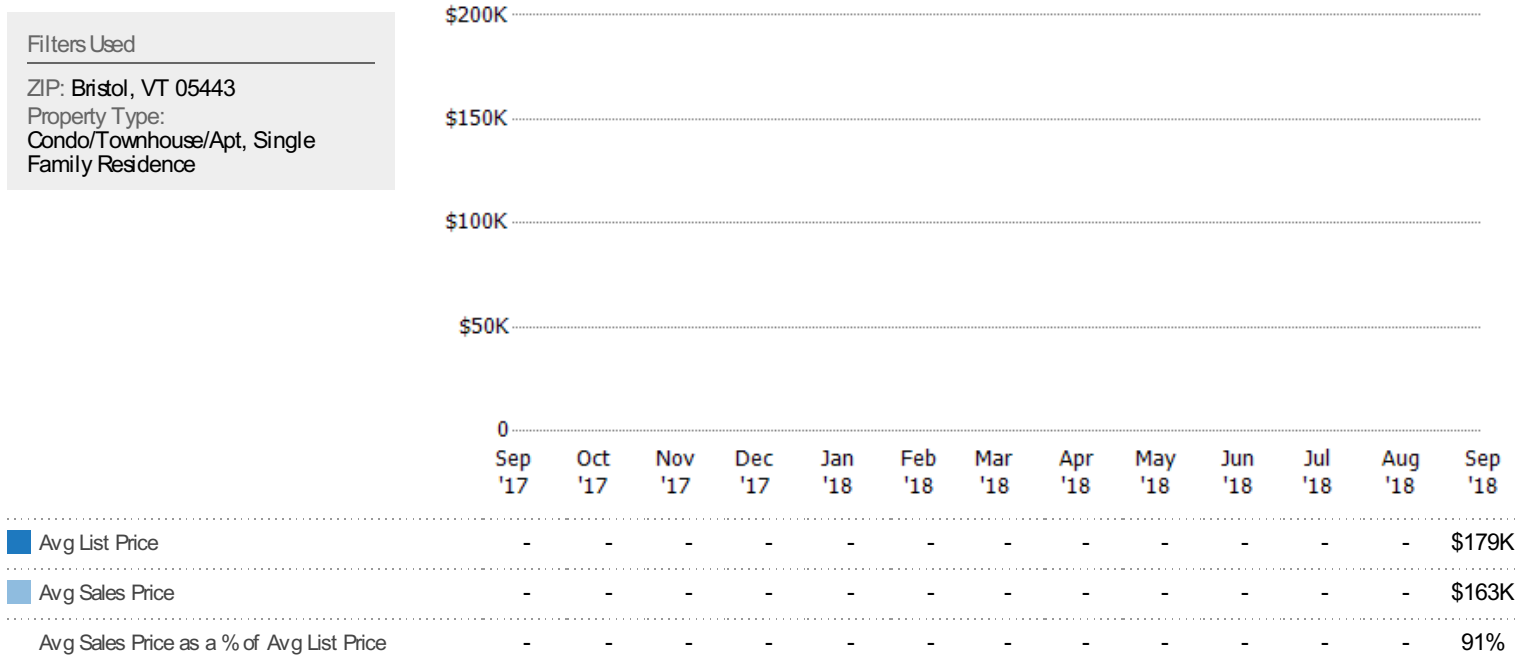 Filters Used
ZIP: Bristol, VT 05443
Property Type:
Condo/Townhouse/Apt, Single
Family Residence
$200K
$150K
$100K
$50K
0
Sep Oct Nov Dec Jan Feb Mar Apr May Jun Jul Aug Sep
'17 '17 '17 '17 '18 '18 '18 '18 '18 '18 '18 '18 '18
Avg List Price - - - - - - - - - - - - $179K
Avg Sales Price - - - - - - - - - - - - $163K
Avg Sales Price as a % of Avg List Price - - - - - - - - - - - - 91%